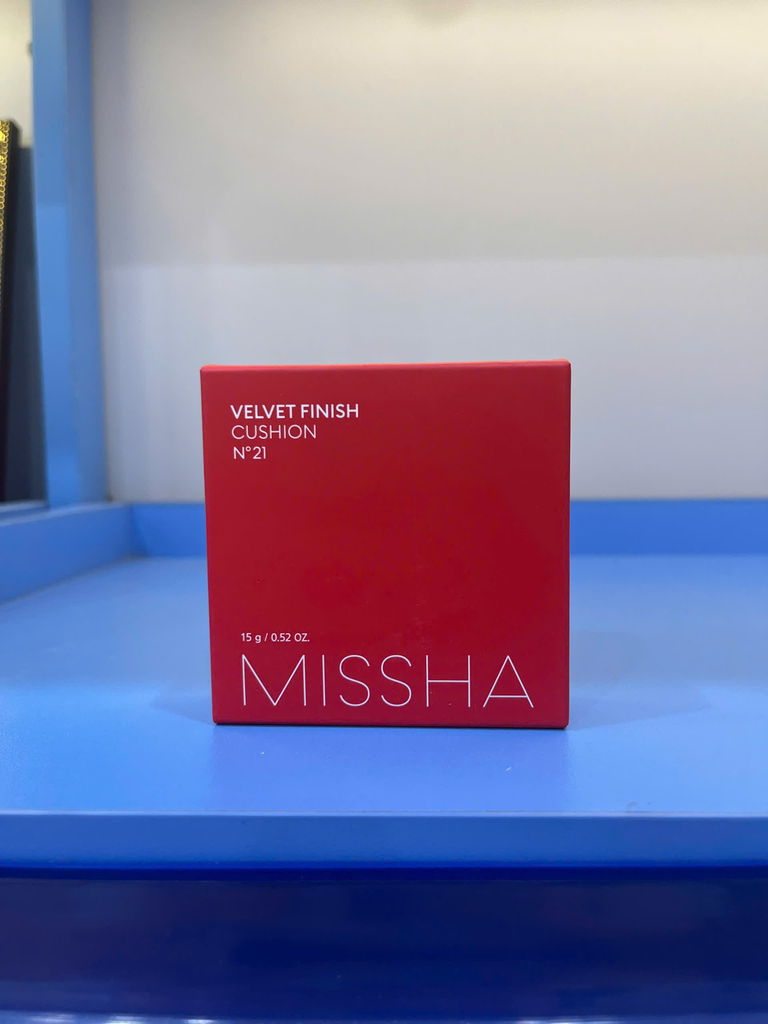 VELVET FINISH
CUSHION
N°21
15 g / 0.52 OZ.
MISSHA